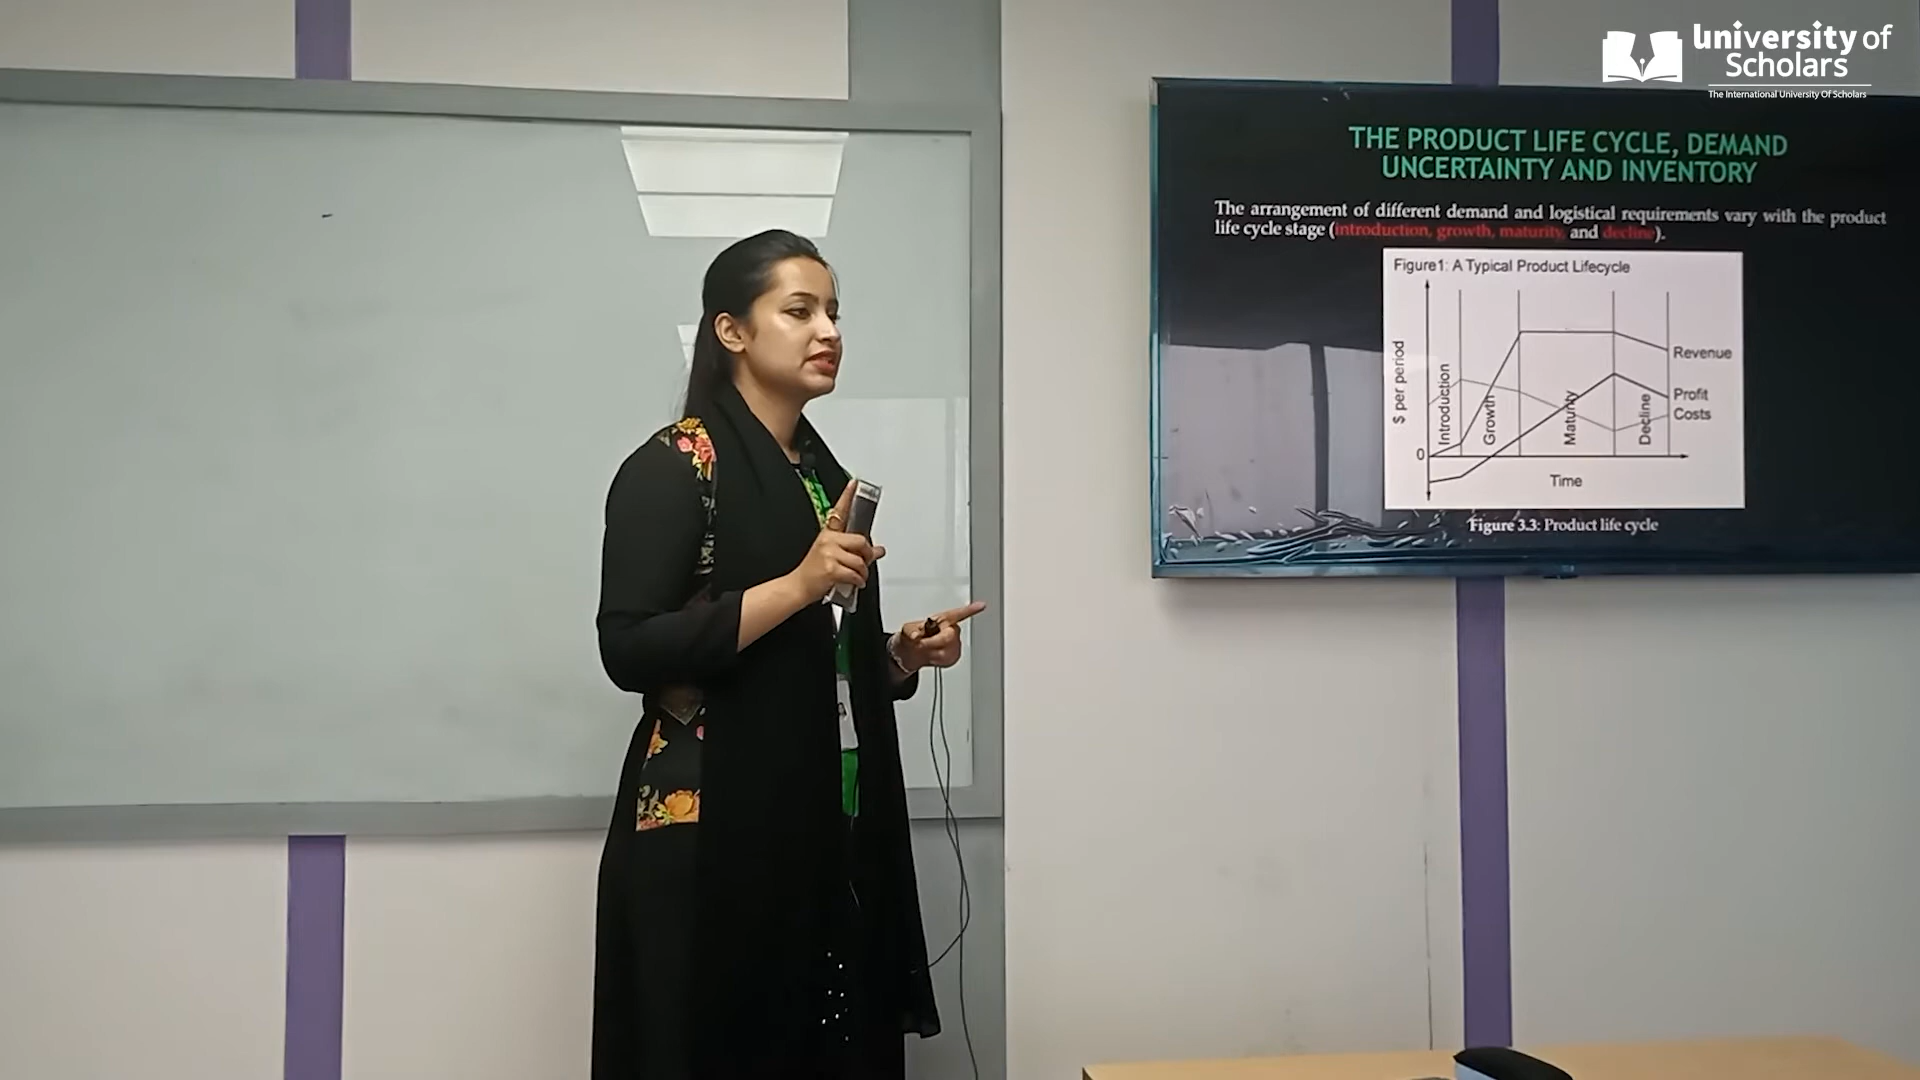 university of
Scholars
The International University Of Scholars
THE PRODUCT LIFE CYCLE, DEMAND
UNCERTAINTY AND INVENTORY
The arrangement of different demand and logistical requirements vary with the product
life cycle stage (introduction, growth, maturity, and decline).
Figure1: A Typical Product Lifecycle
$ per period
Introduction
Growth
Maturity
Decline
Revenue
Profit
Costs
0
Time
Figure 3.3: Product life cycle